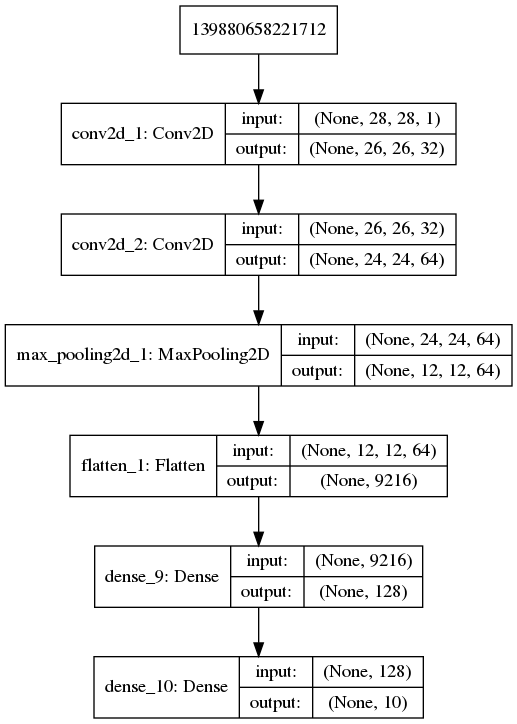 139880658221712
conv2d_1: Conv2D
input:
(None, 28, 28, 1)
output:
(None, 26, 26, 32)
conv2d_2: Conv2D
input:
(None, 26, 26, 32)
output:
(None, 24, 24, 64)
max_pooling2d_1: MaxPooling2D
input:
(None, 24, 24, 64)
output:
(None, 12, 12, 64)
flatten_1: Flatten
input:
(None, 12, 12, 64)
output:
(None, 9216)
dense_9: Dense
input:
(None, 9216)
output:
(None, 128)
dense_10: Dense
input:
(None, 128)
output:
(None, 10)